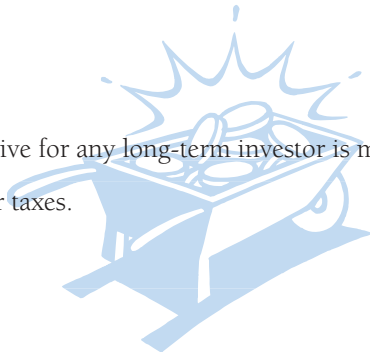 ive for any long-term investor is m
r taxes.